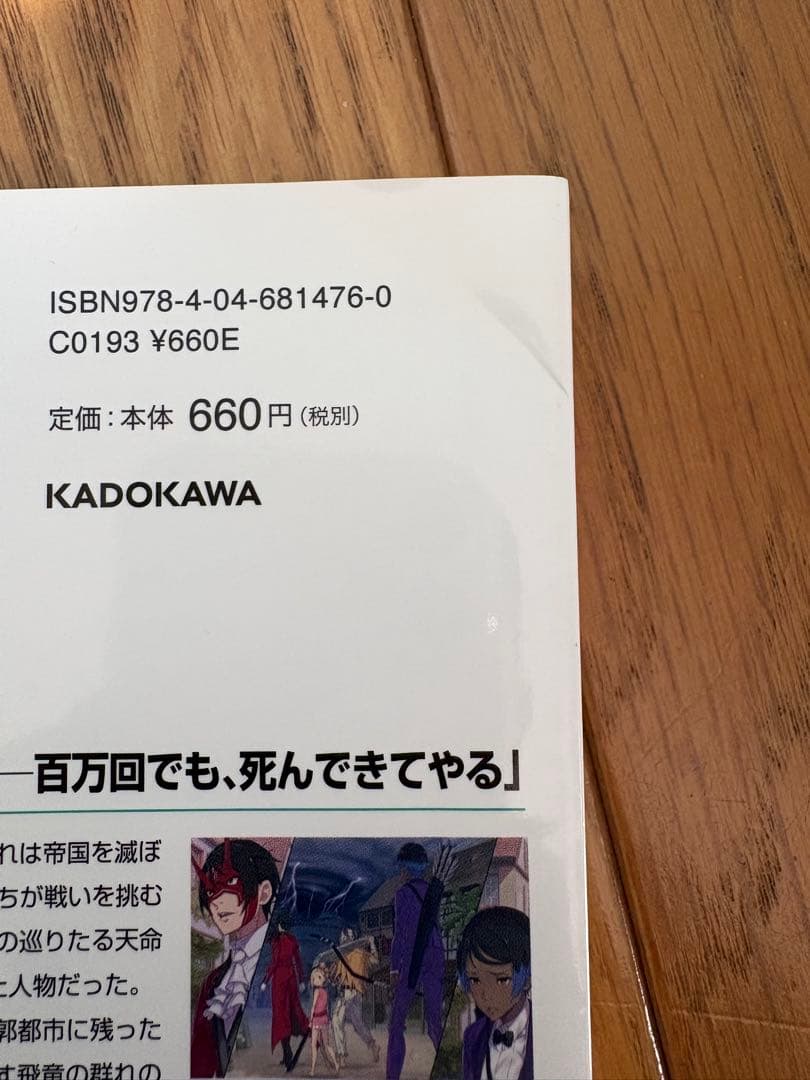 ISBN978-4-04-681476-0
C0193 ¥660E
定価：本体 660円（税別）
KADOKAWA
―百万回でも、死んできてやる」
れは帝国を滅ぼ
ちが戦いを挑む
の巡りたる天命
と人物だった。
郭都市に残った
す飛竜の群れの